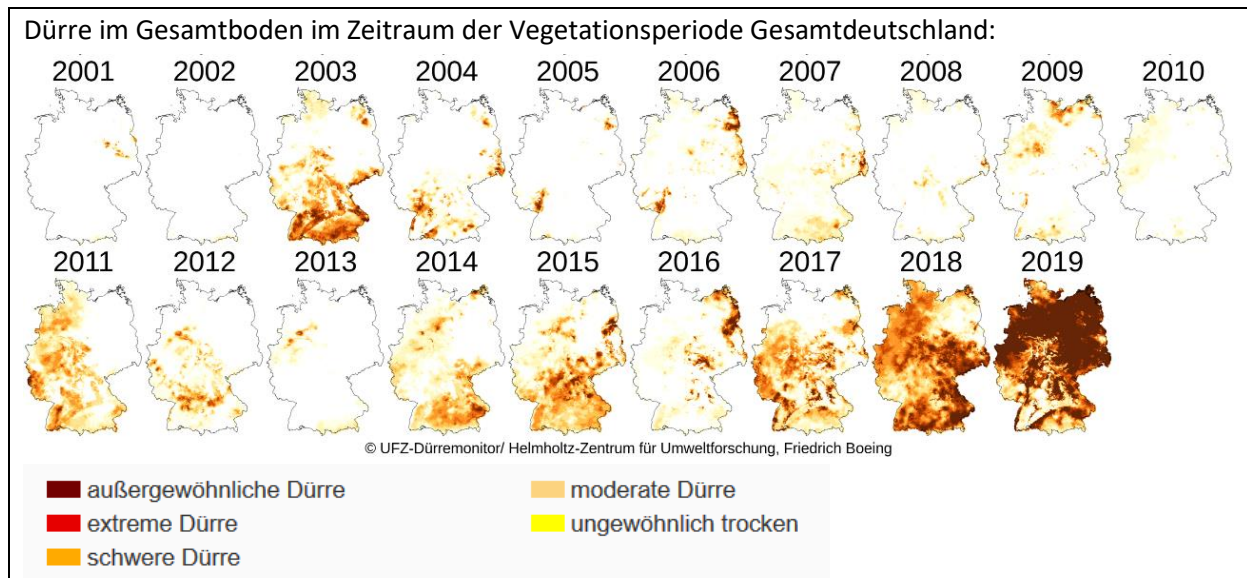 Dürre im Gesamtboden im Zeitraum der Vegetationsperiode Gesamtdeutschland:
2001 2002 2003 2004 2005 2006 2007 2008 2009 2010
2011 2012 2013 2014 2015 2016 2017 2018 2019
© UFZ-Dürremonitor/ Helmholtz-Zentrum für Umweltforschung, Friedrich Boeing
außergewöhnliche Dürre
extreme Dürre
schwere Dürre
moderate Dürre
ungewöhnlich trocken